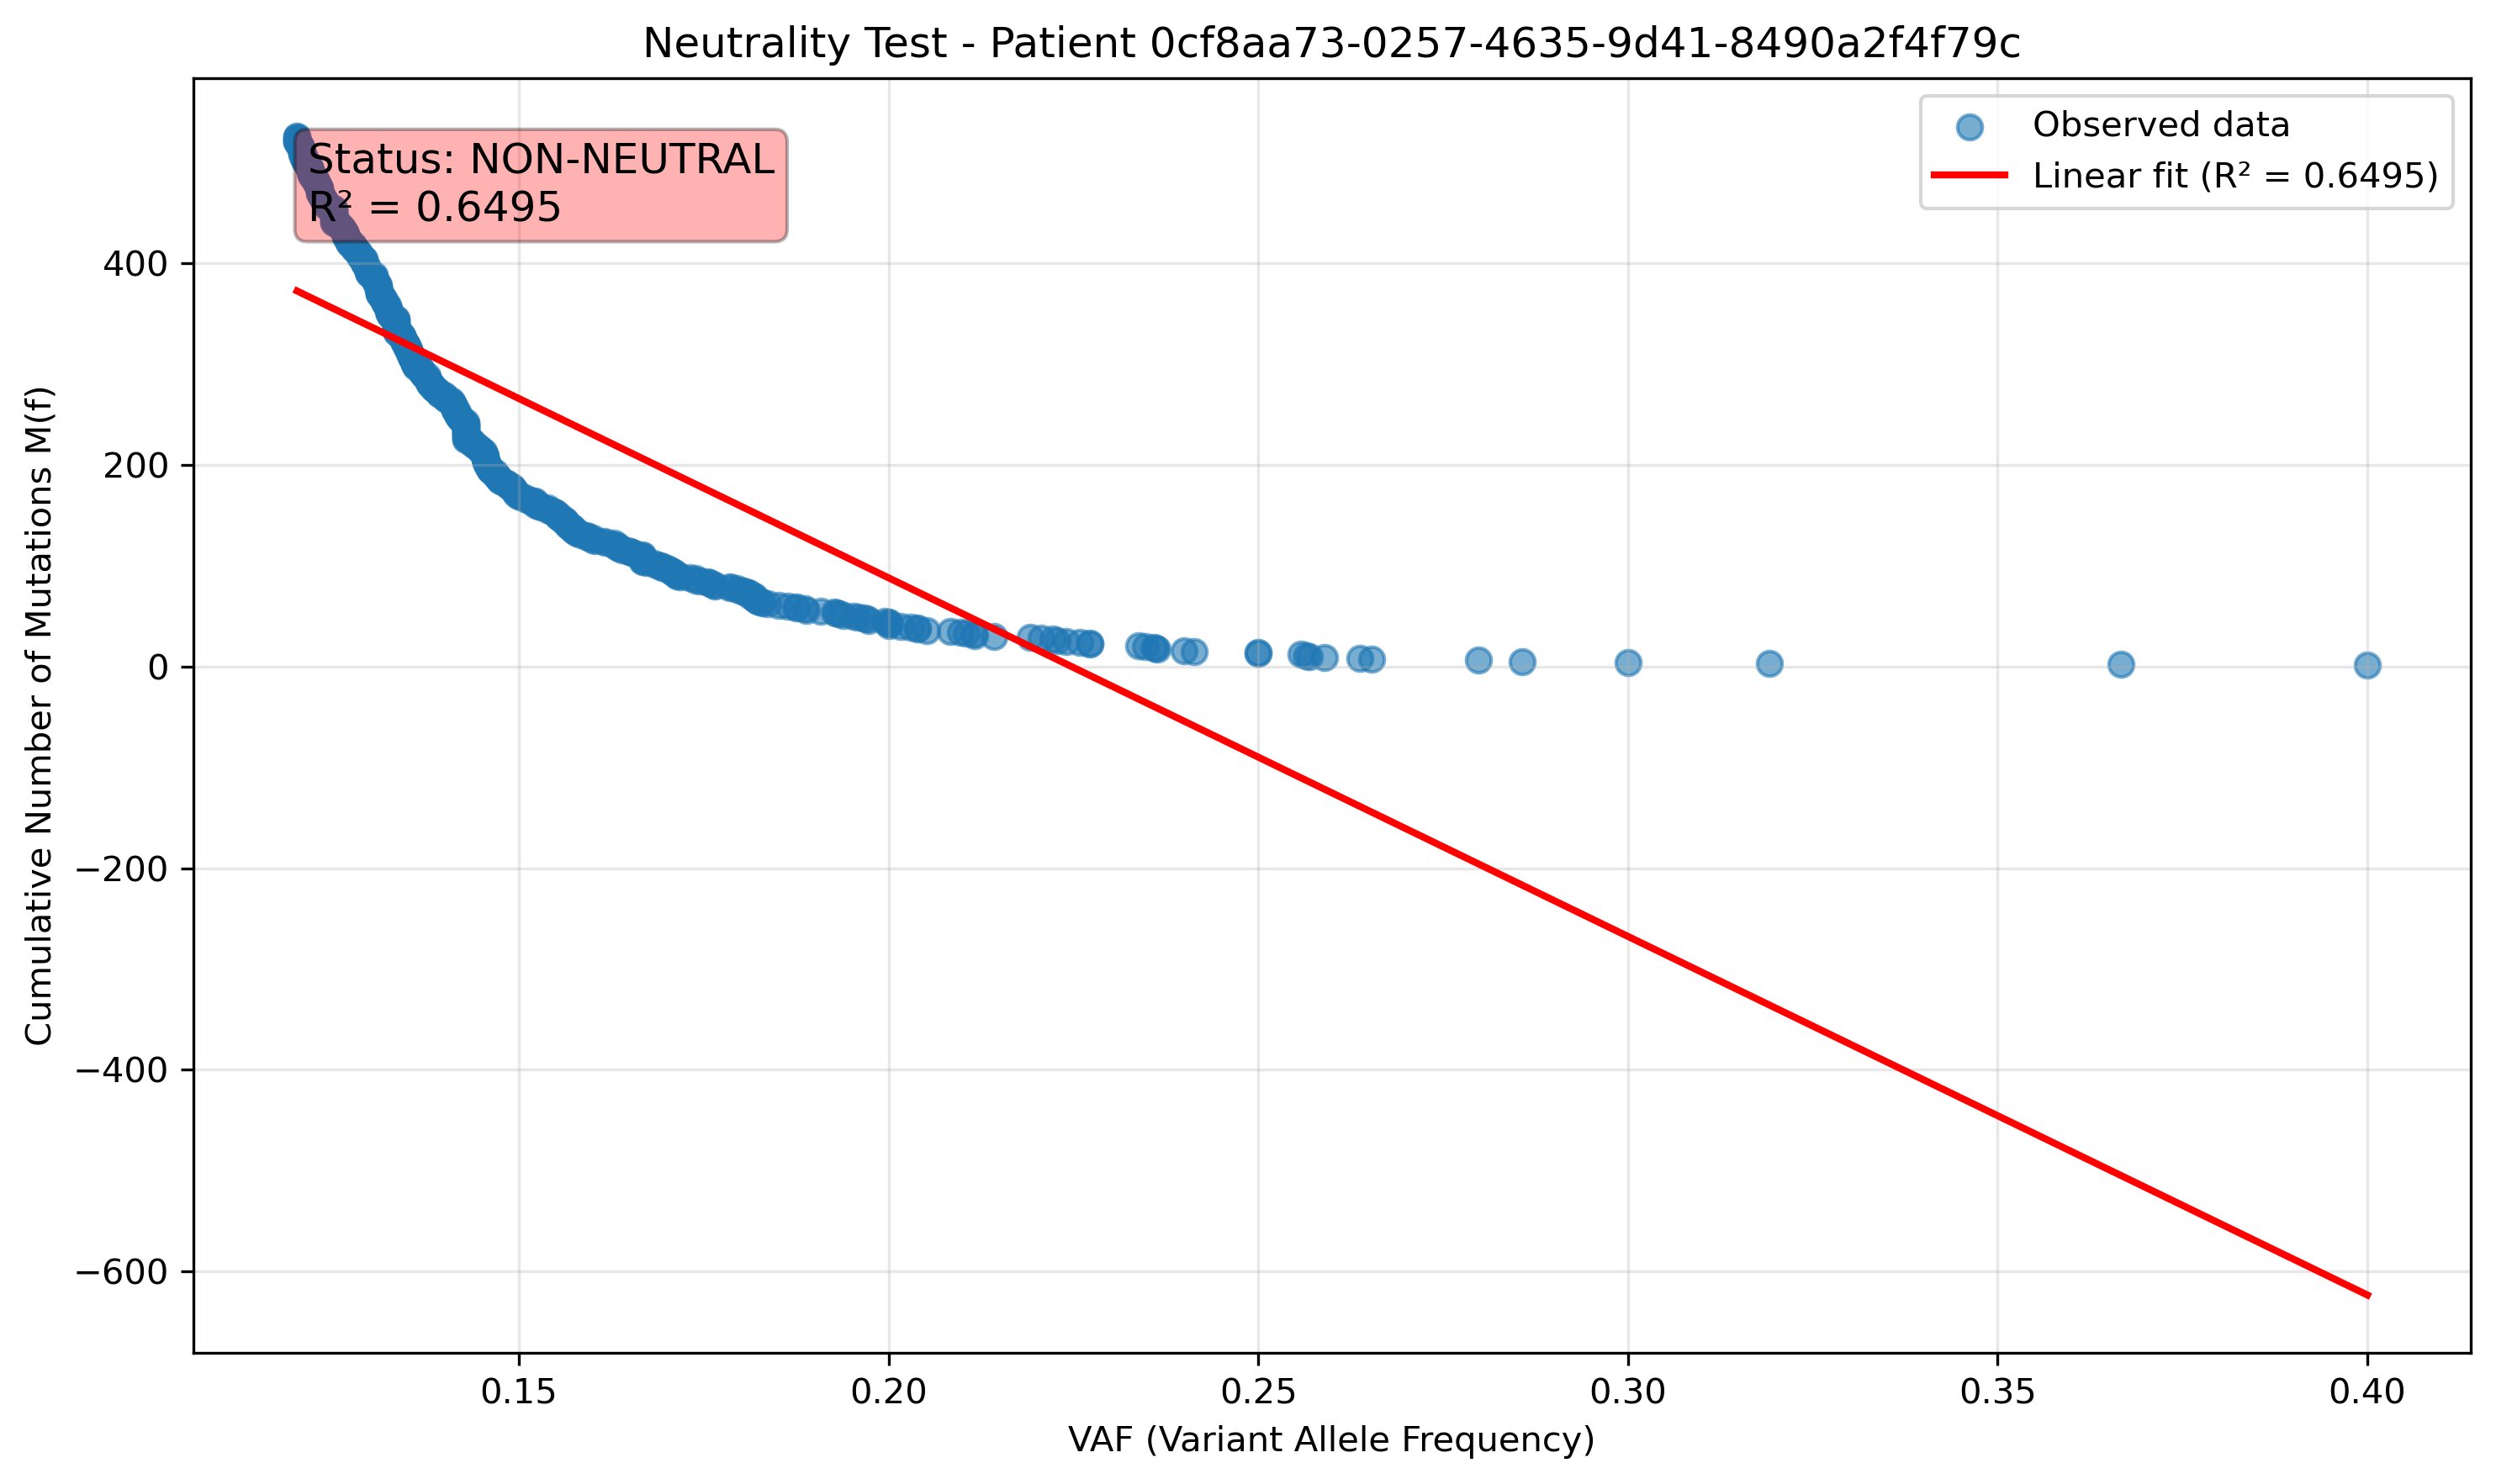 Neutrality Test - Patient 0cf8aa73-0257-4635-9d41-8490a2f4f79c
Status: NON-NEUTRAL
R² = 0.6495
Observed data
Linear fit (R² = 0.6495)
Cumulative Number of Mutations M(f)
400
200
0
−200
−400
−600
0.15
0.20
0.25
0.30
0.35
0.40
VAF (Variant Allele Frequency)